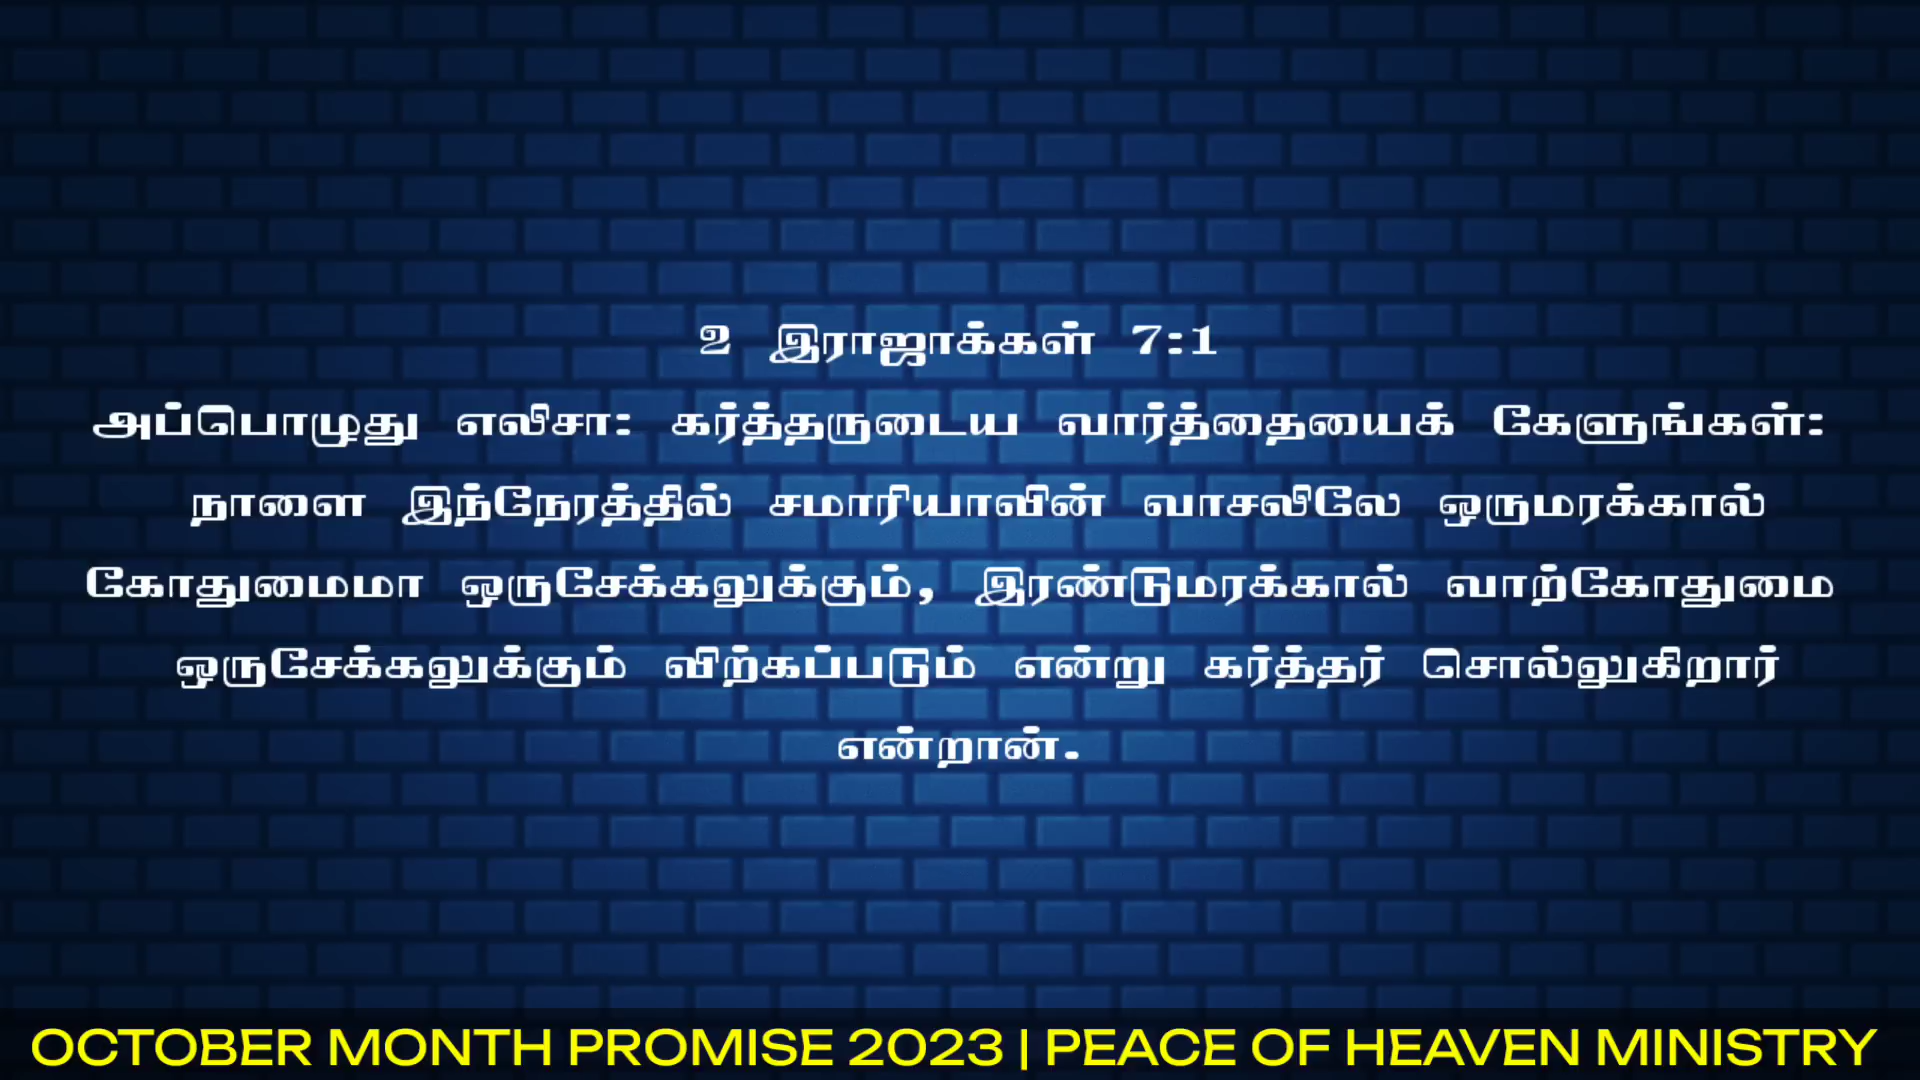 2 இராஜாக்கள் 7:1
அப்பொழுது எலிசா: கர்த்தருடைய வார்த்தையைக் கேளுங்கள்:
நாளை இந்நேரத்தில் சமாரியாவின் வாசலிலே ஒருமரக்கால்
கோதுமைமா ஒருசேக்கலுக்கும், இரண்டுமரக்கால் வாற்கோதுமை
ஒருசேக்கலுக்கும் விற்கப்படும் என்று கர்த்தர் சொல்லுகிறார்
என்றான்.
OCTOBER MONTH PROMISE 2023 | PEACE OF HEAVEN MINISTRY